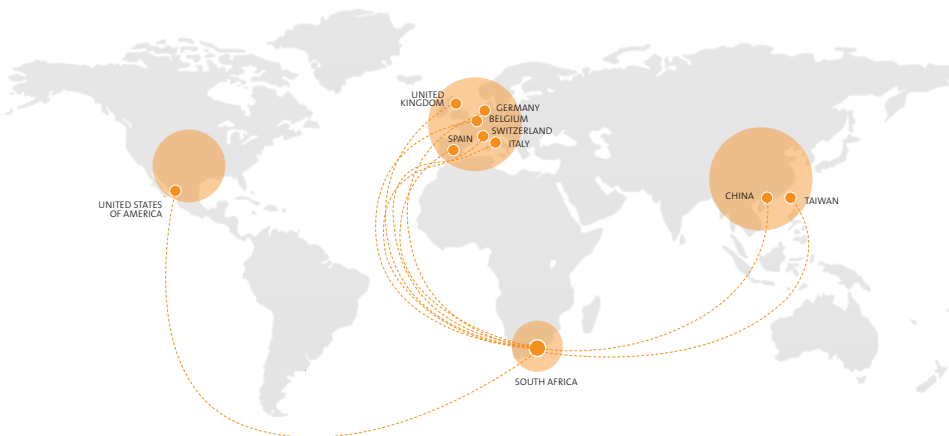 UNITED
KINGDOM
GERMANY
BELGIUM
SWITZERLAND
SPAIN
ITALY
UNITED STATES
OF AMERICA
CHINA
TAIWAN
SOUTH AFRICA